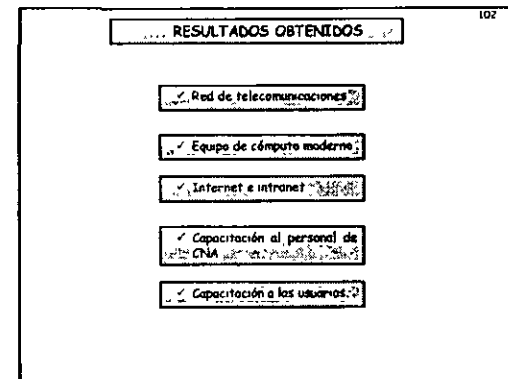 102
RESULTADOS OBTENIDOS
✓ Red de telecomunicaciones
✓ Equipo de cómputo moderno
✓ Internet e intranet
✓ Capacitación al personal de
CNA
✓ Capacitación a los usuarios.